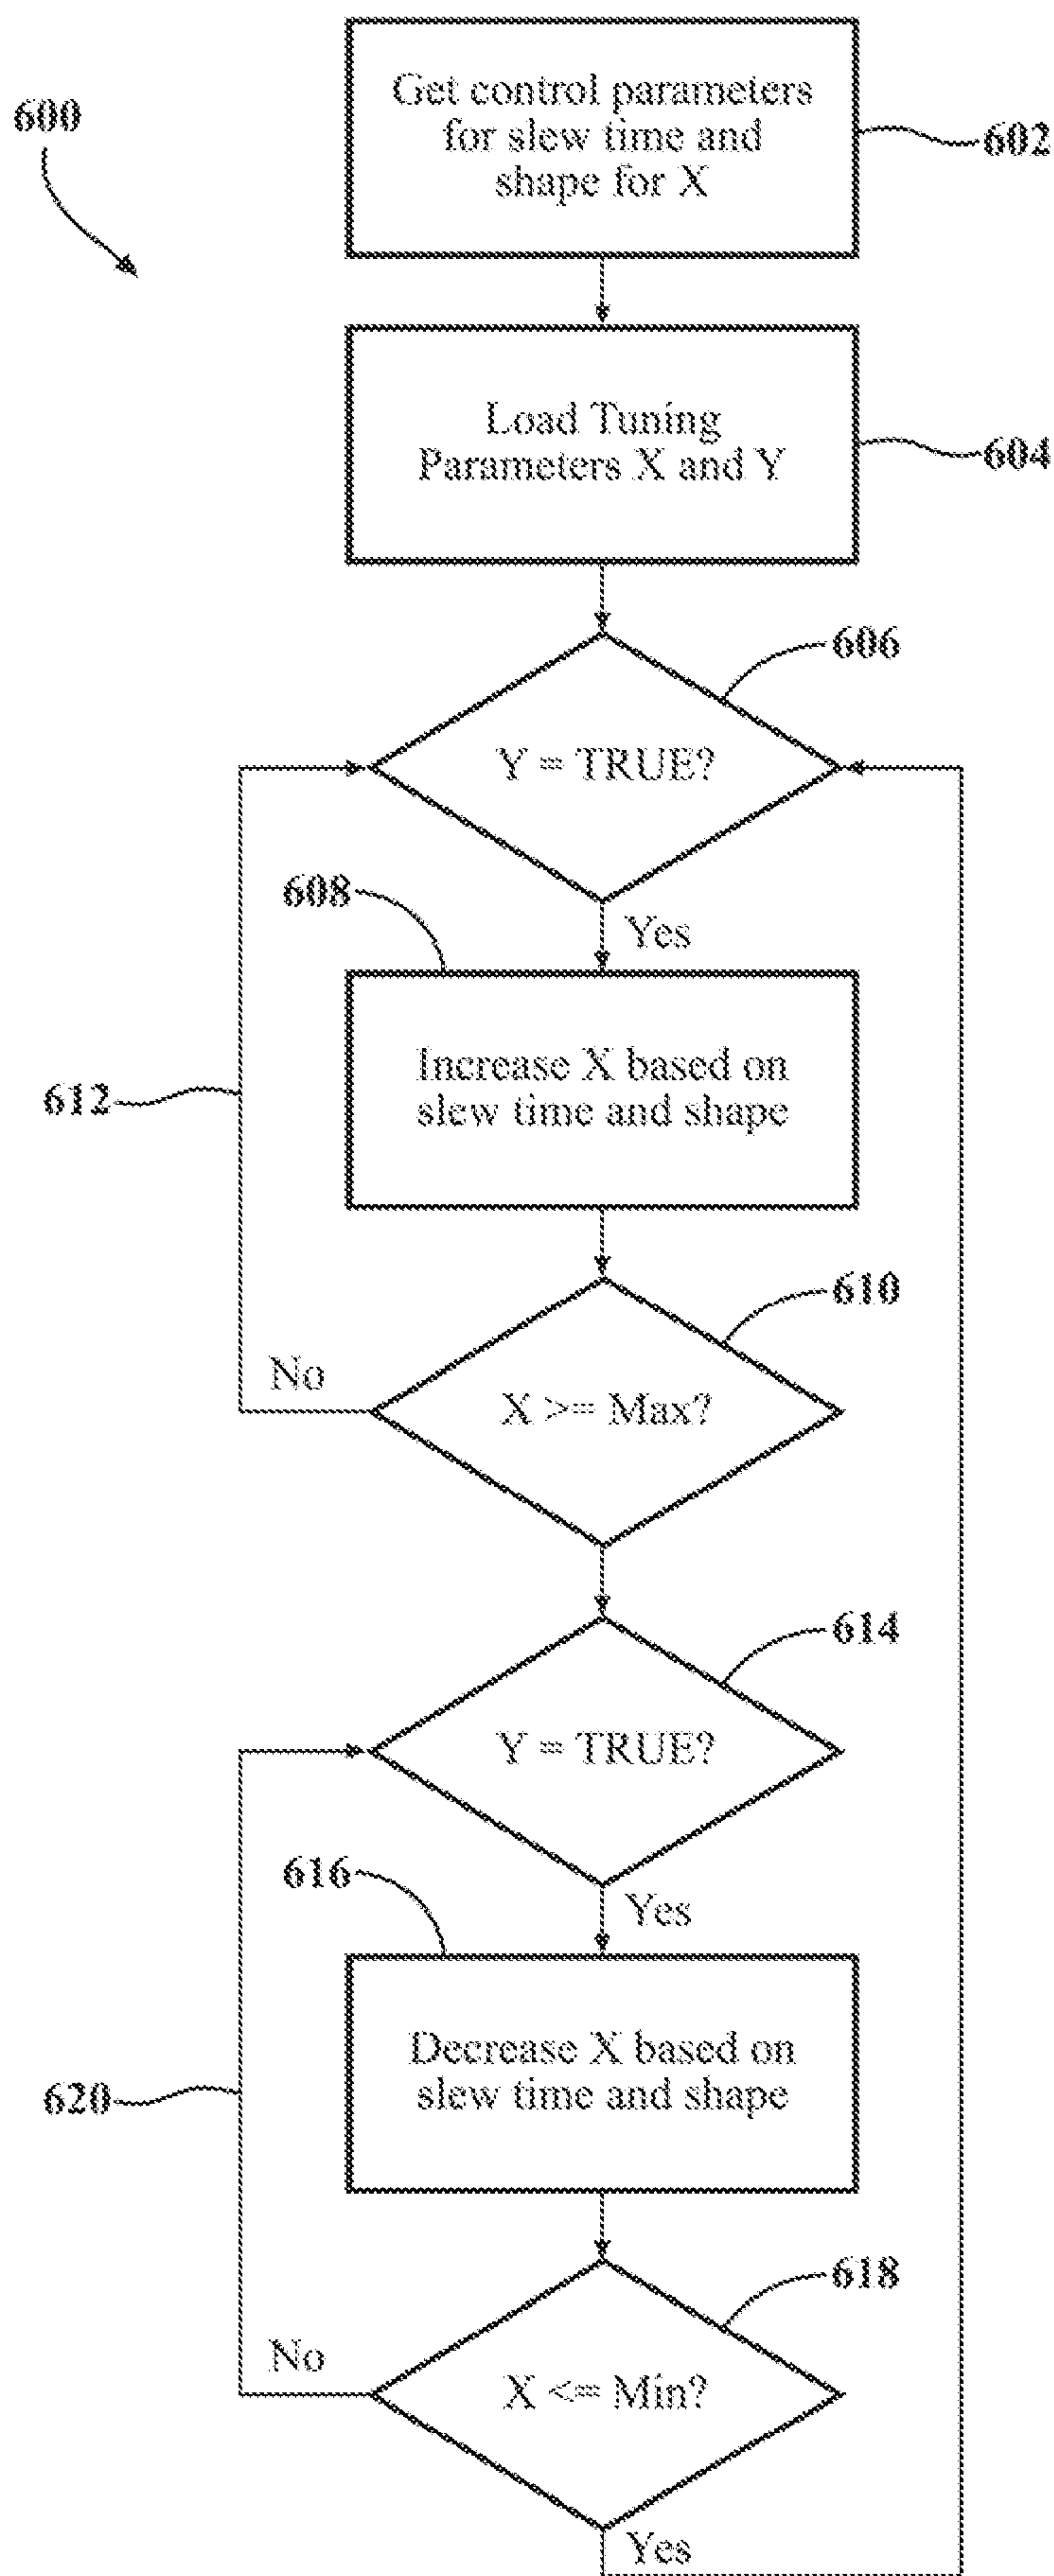 600
Get control parameters
for slew time and
shape for X
602
Load Tuning
Parameters X and Y
604
606
Y = TRUE?
608
Yes
Increase X based on
slew time and shape
612
610
No
X >= Max?
614
Y = TRUE?
616
Yes
Decrease X based on
slew time and shape
620
618
No
X <= Min?
Yes